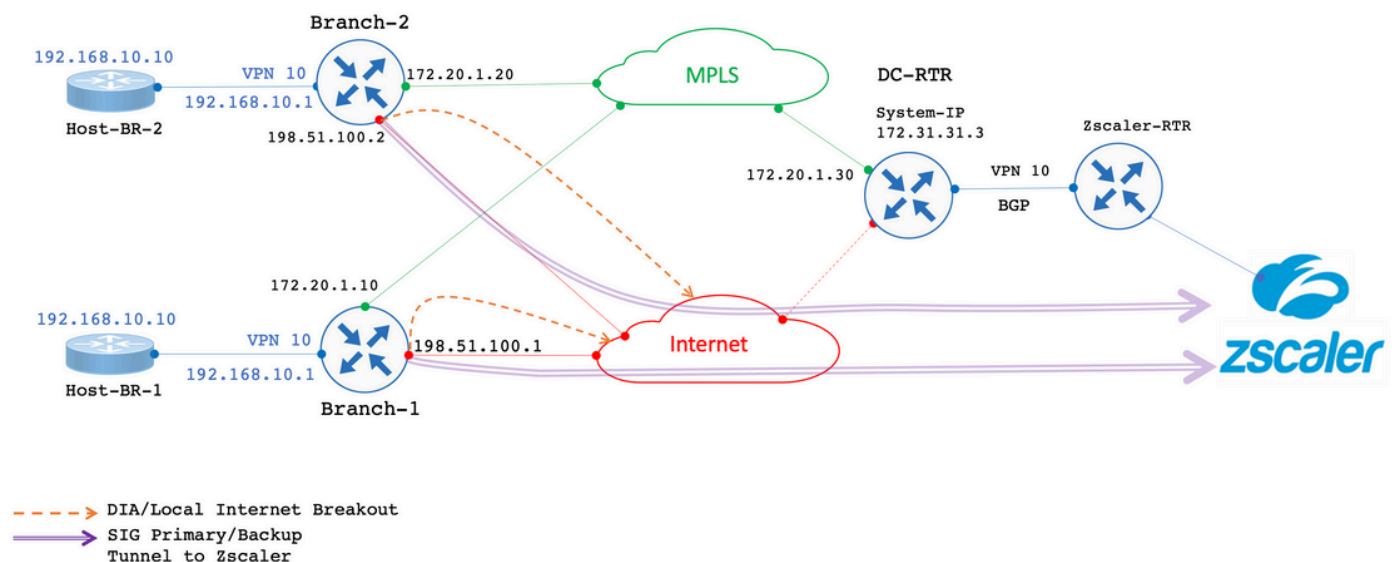 Branch-2
192.168.10.10
VPN 10
192.168.10.1
Host-BR-2
172.20.1.20
198.51.100.2
MPLS
DC-RTR
System-IP
172.31.31.3
172.20.1.30
VPN 10
BGP
Zscaler-RTR
172.20.1.10
192.168.10.10
VPN 10
192.168.10.1
Host-BR-1
198.51.100.1
Branch-1
Internet
zscaler
DIA/Local Internet Breakout
SIG Primary/Backup
Tunnel to Zscaler